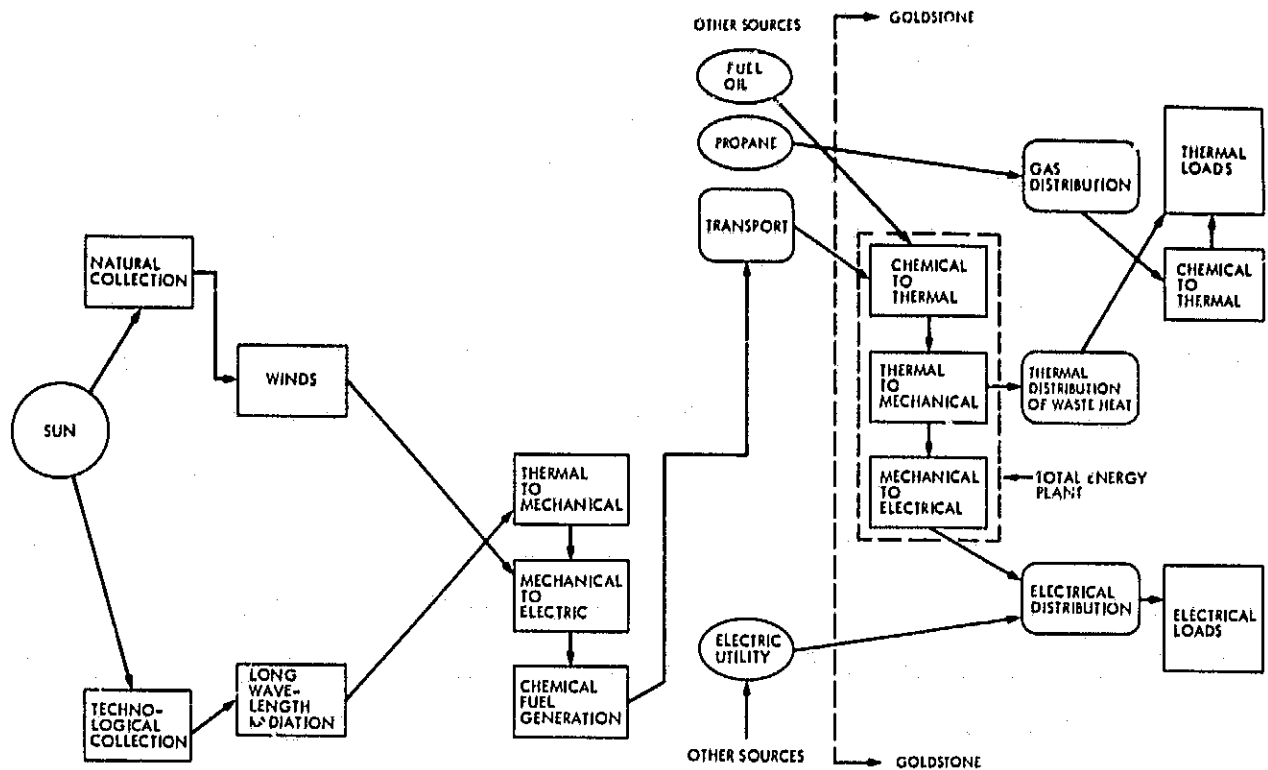 OTHER SOURCES
GOLDSTONE
FUEL
OIL
PROPANE
TRANSPORT
GAS
DISTRIBUTION
THERMAL
LOADS
NATURAL
COLLECTION
CHEMICAL
TO
THERMAL
CHEMICAL
TO
THERMAL
WINDS
THERMAL
TO
MECHANICAL
THERMAL
DISTRIBUTION
OF WASTE HEAT
SUN
THERMAL
TO
MECHANICAL
MECHANICAL
TO
ELECTRICAL
TOTAL ENERGY
PLANT
MECHANICAL
TO
ELECTRIC
ELECTRICAL
DISTRIBUTION
ELECTRICAL
LOADS
ELECTRIC
UTILITY
TECHNO-
LOGICAL
COLLECTION
LONG
WAVE-
LENGTH
CHEMICAL
FUEL
GENERATION
OTHER SOURCES
GOLDSTONE